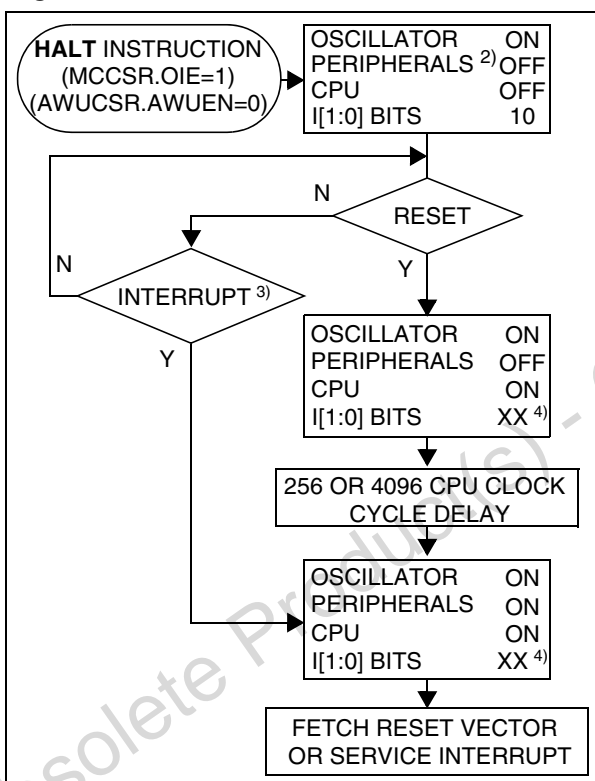 HALT INSTRUCTION
(MCCSR.OIE=1)
(AWUCSR.AWUEN=0)
OSCILLATOR ON
PERIPHERALS 2) OFF
CPU OFF
I[1:0] BITS 10
N
RESET
N
Y
INTERRUPT 3)
Y
OSCILLATOR ON
PERIPHERALS OFF
CPU ON
I[1:0] BITS XX 4)
256 OR 4096 CPU CLOCK
CYCLE DELAY
OSCILLATOR ON
PERIPHERALS ON
CPU ON
I[1:0] BITS XX 4)
FETCH RESET VECTOR
OR SERVICE INTERRUPT
solete Product(s) -